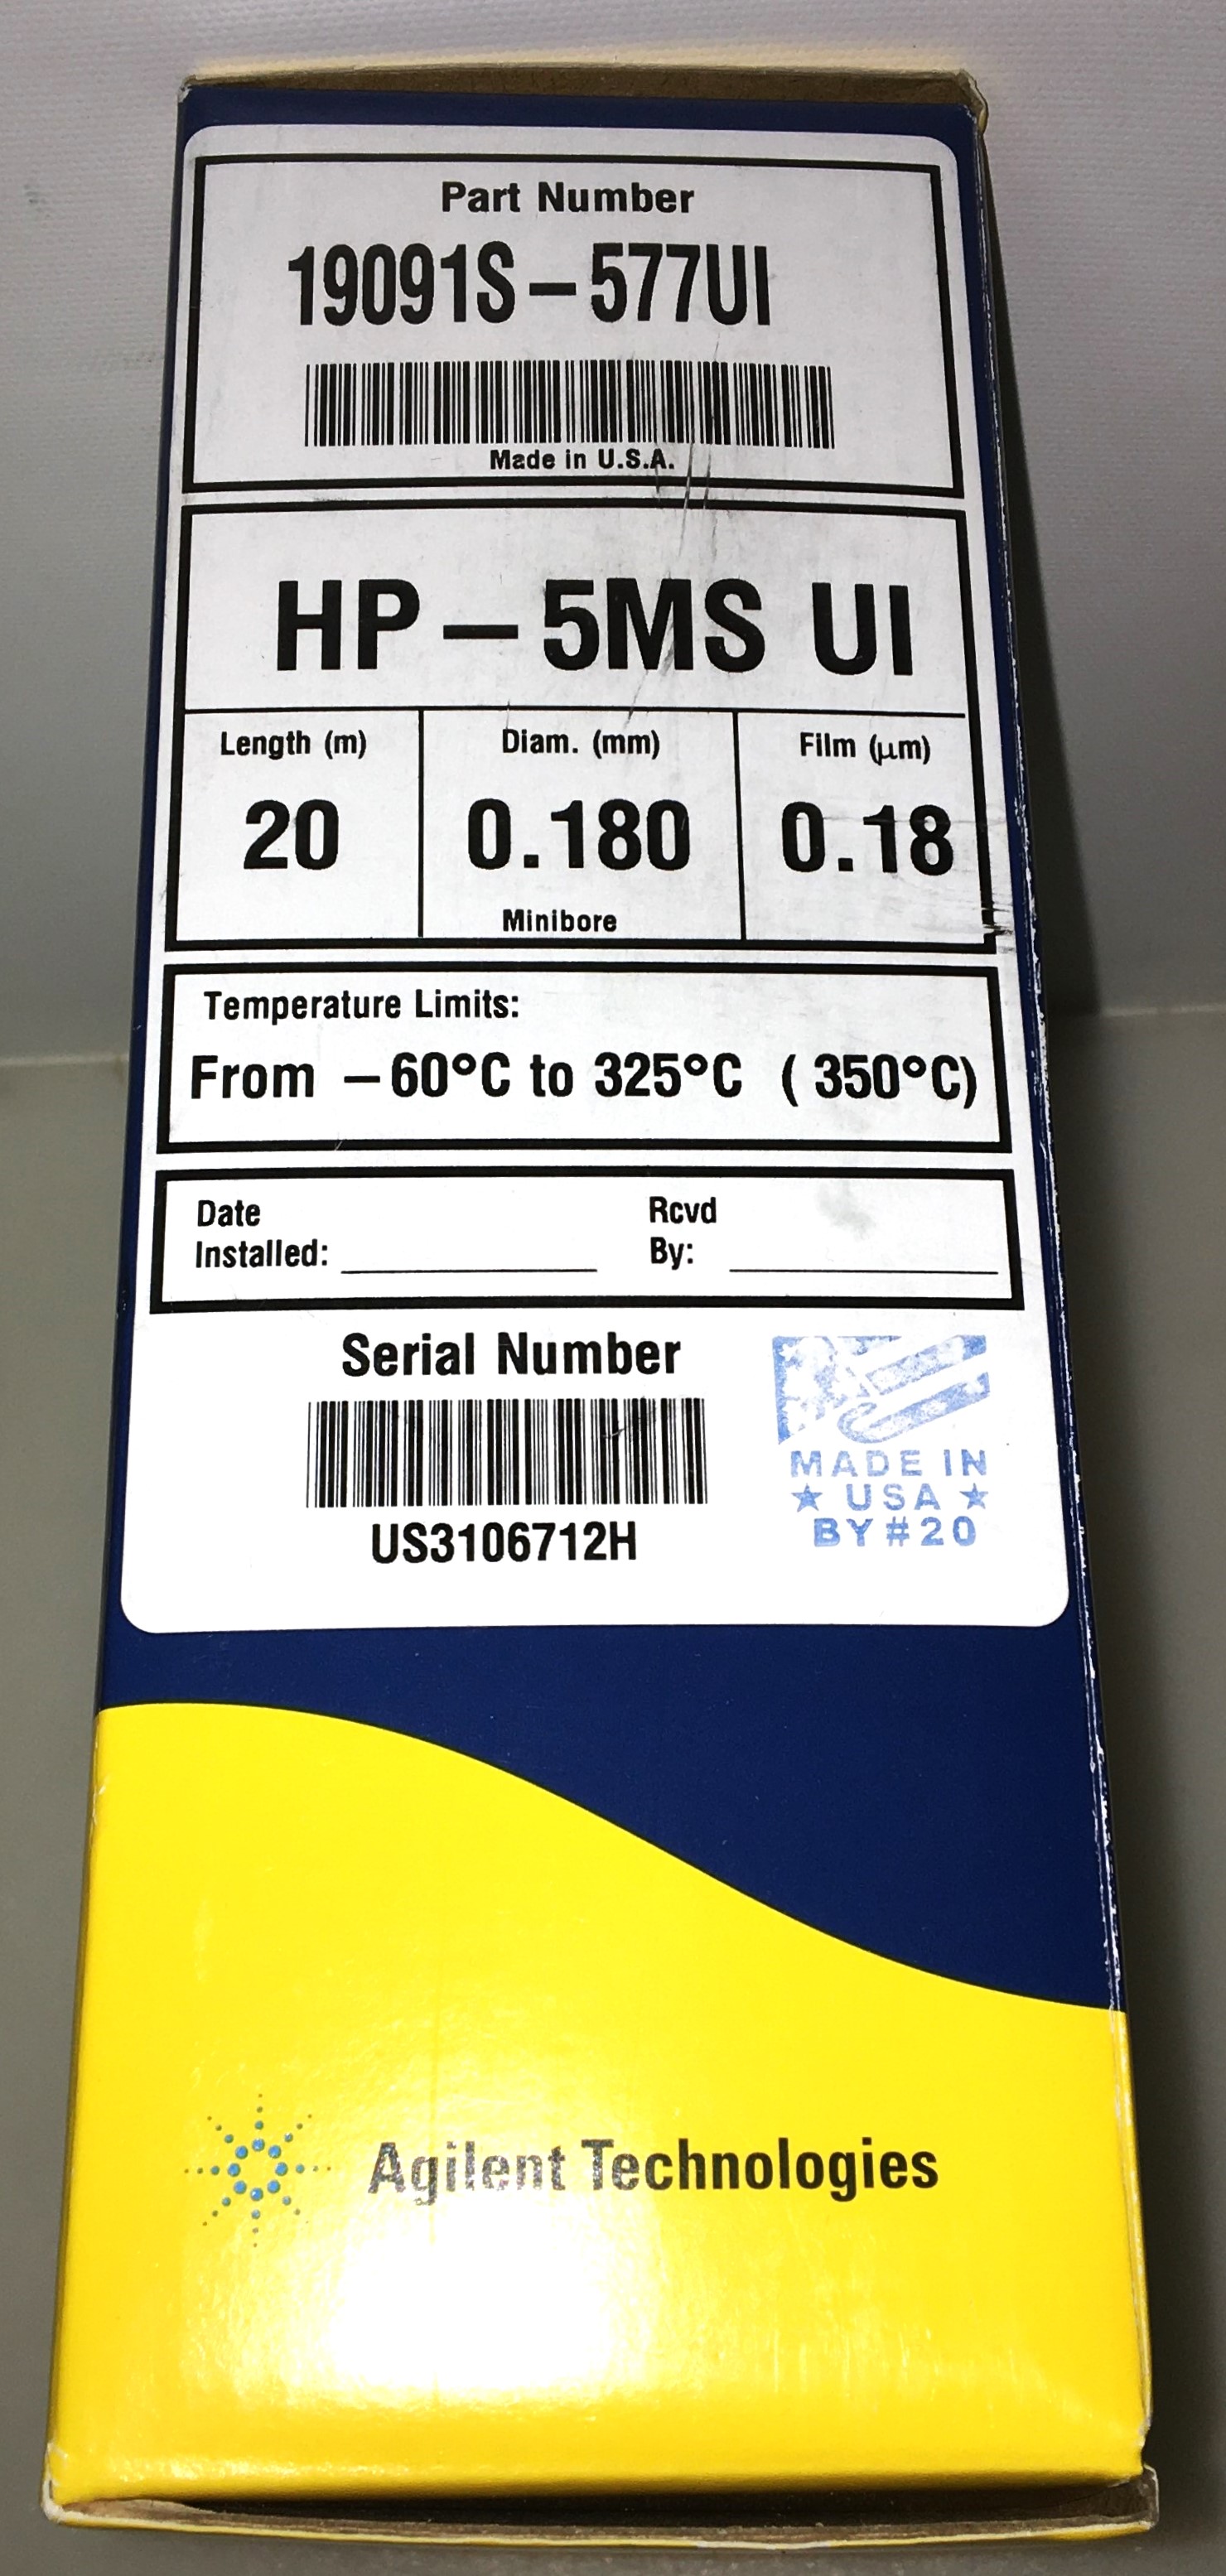 Part Number
19091S-577UI
Made in U.S.A.
HP-5MS UI
Length (m) Diam. (mm) Film (μm)
20 0.180 0.18
Minibore
Temperature Limits:
From -60°C to 325°C (350°C)
Date Rcvd
Installed: By:
Serial Number
US3106712H
MADE IN
★ USA ★
BY #20
Agilent Technologies